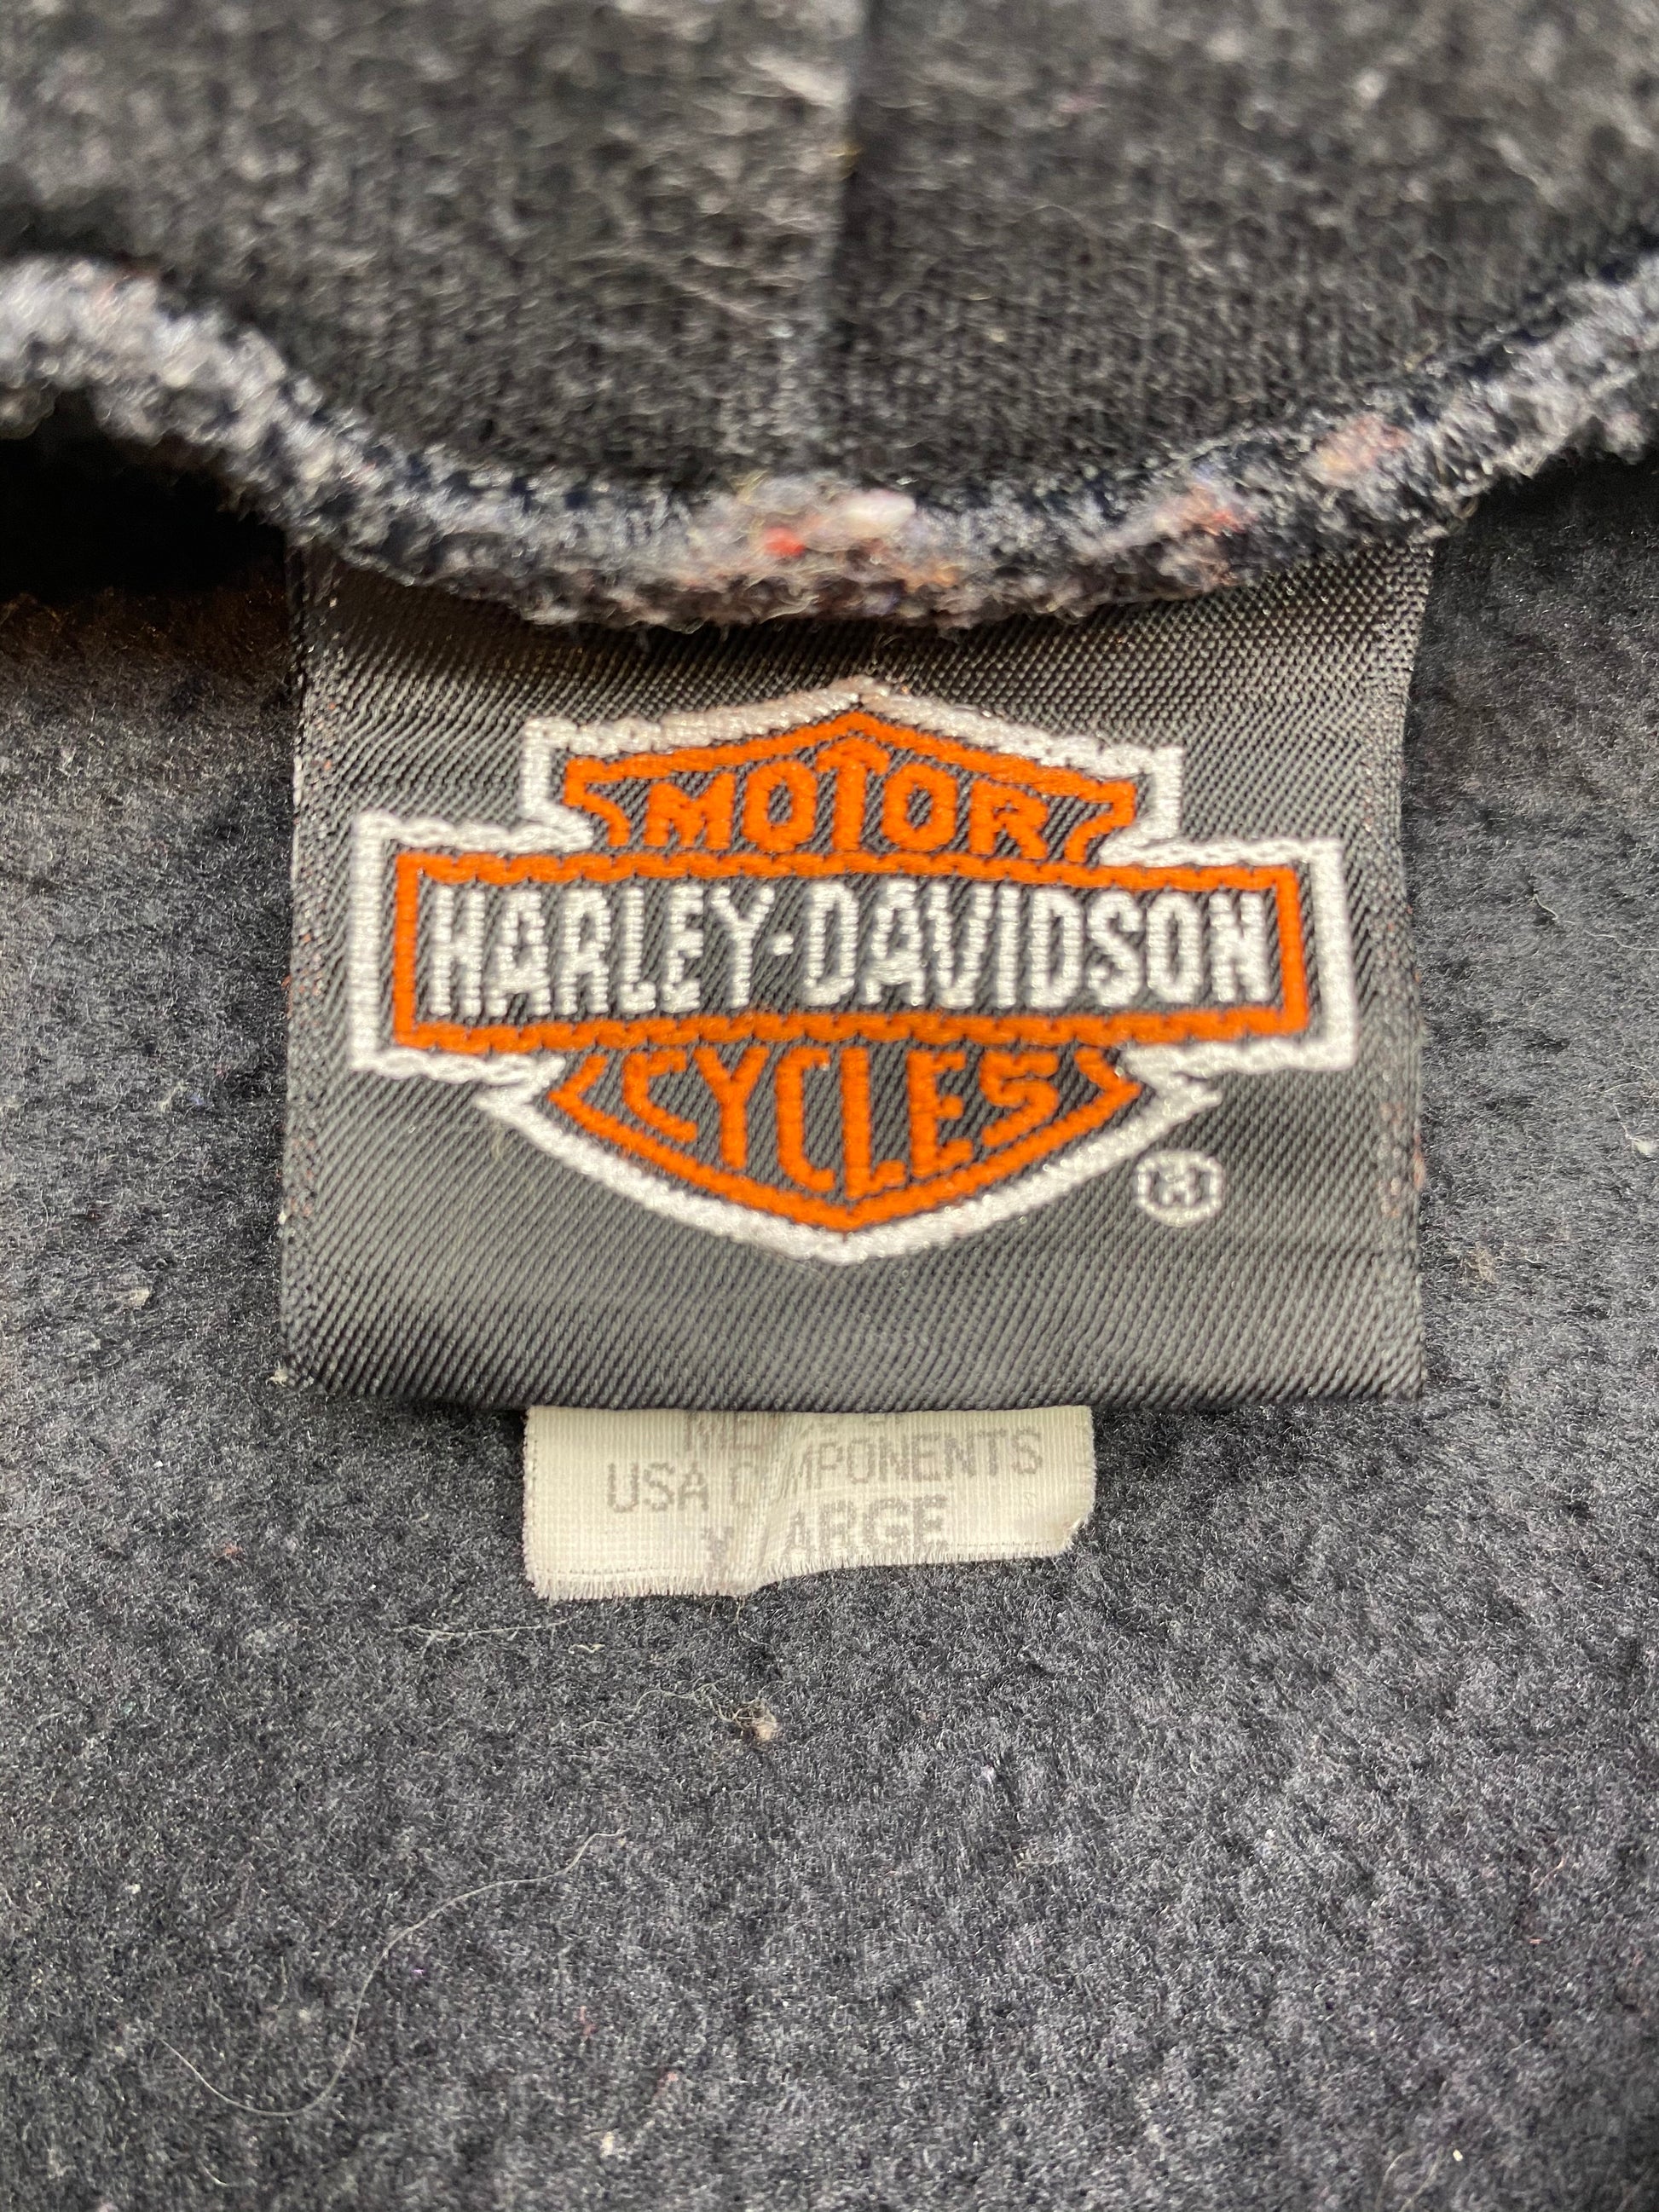 MOTOR
HARLEY-DAVIDSON
CYCLES
®
USA COMPONENTS